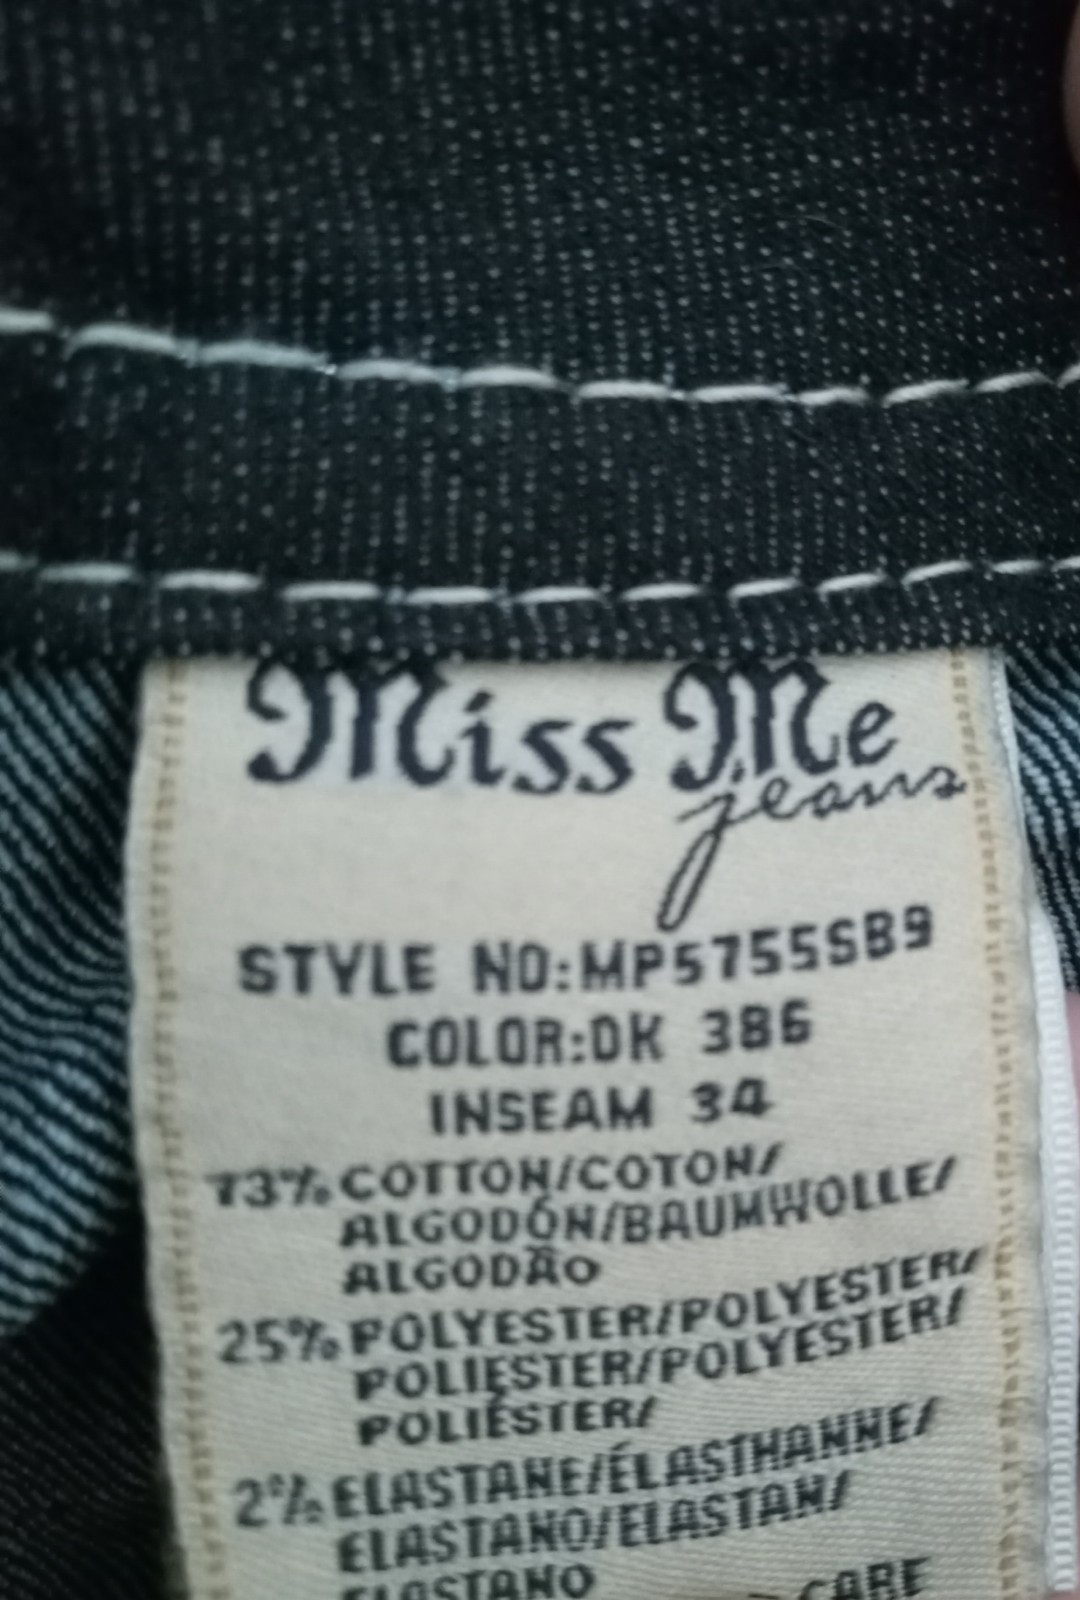 Miss Me
jeans
STYLE NO:MP5755SB9
COLOR:DK 386
INSEAM 34
73% COTTON/COTON/
ALGODÓN/BAUMWOLLE/
ALGODÃO
25% POLYESTER/POLYESTER/
POLIÉSTER/POLYESTER/
POLIÉSTER/
2% ELASTANE/ÉLASTHANNE/
ELASTANO/ELASTAN/
ELASTANO
CARE